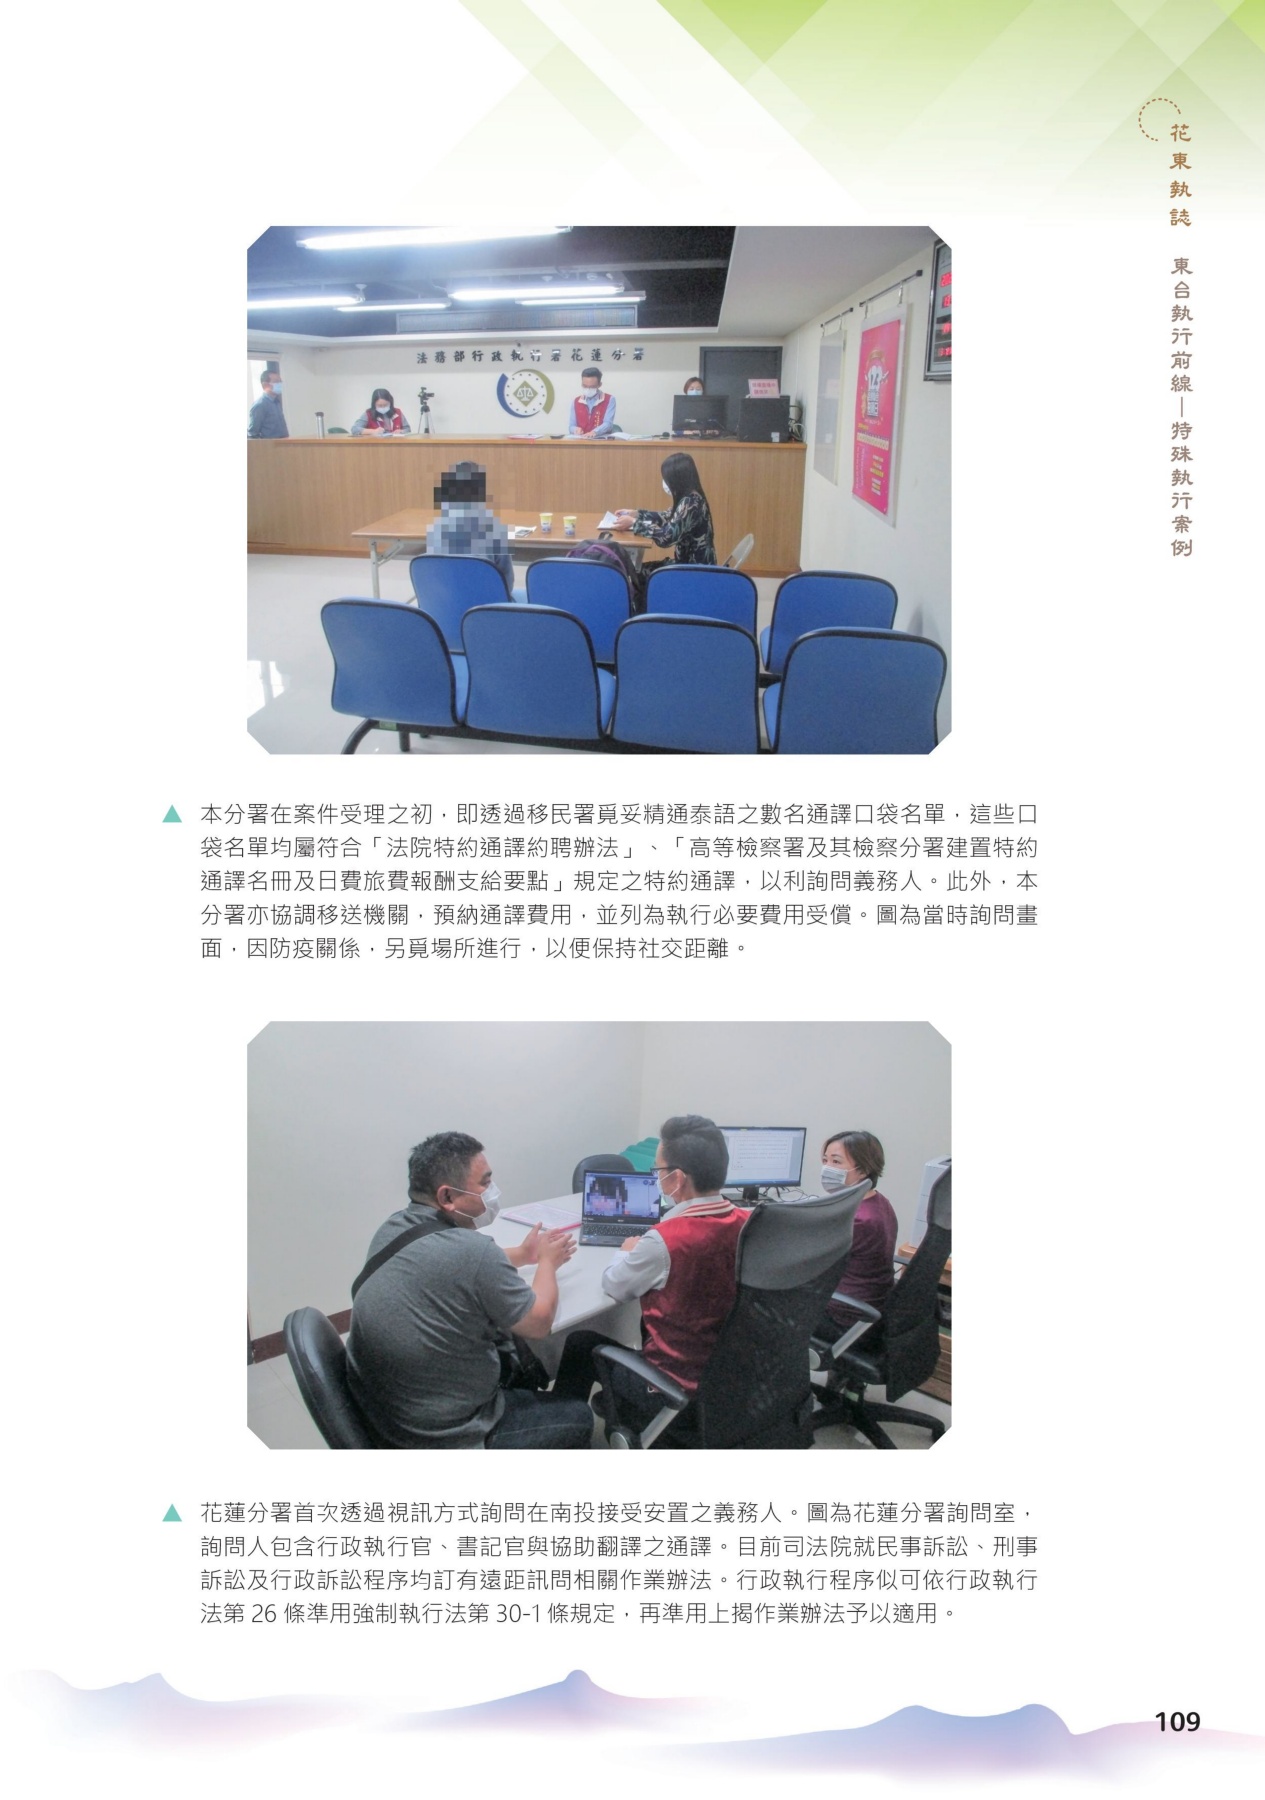 花東執誌 東台執行前線—特殊執行案例
法務部行政執行署花蓮分署
▲ 本分署在案件受理之初，即透過移民署覓妥精通泰語之數名通譯口袋名單，這些口
袋名單均屬符合「法院特約通譯約聘辦法」、「高等檢察署及其檢察分署建置特約
通譯名冊及日費旅費報酬支給要點」規定之特約通譯，以利詢問義務人。此外，本
分署亦協調移送機關，預納通譯費用，並列為執行必要費用受償。圖為當時詢問畫
面，因防疫關係，另覓場所進行，以便保持社交距離。
▲ 花蓮分署首次透過視訊方式詢問在南投接受安置之義務人。圖為花蓮分署詢問室，
詢問人包含行政執行官、書記官與協助翻譯之通譯。目前司法院就民事訴訟、刑事
訴訟及行政訴訟程序均訂有遠距訊問相關作業辦法。行政執行程序似可依行政執行
法第 26 條準用強制執行法第 30-1 條規定，再準用上揭作業辦法予以適用。
109